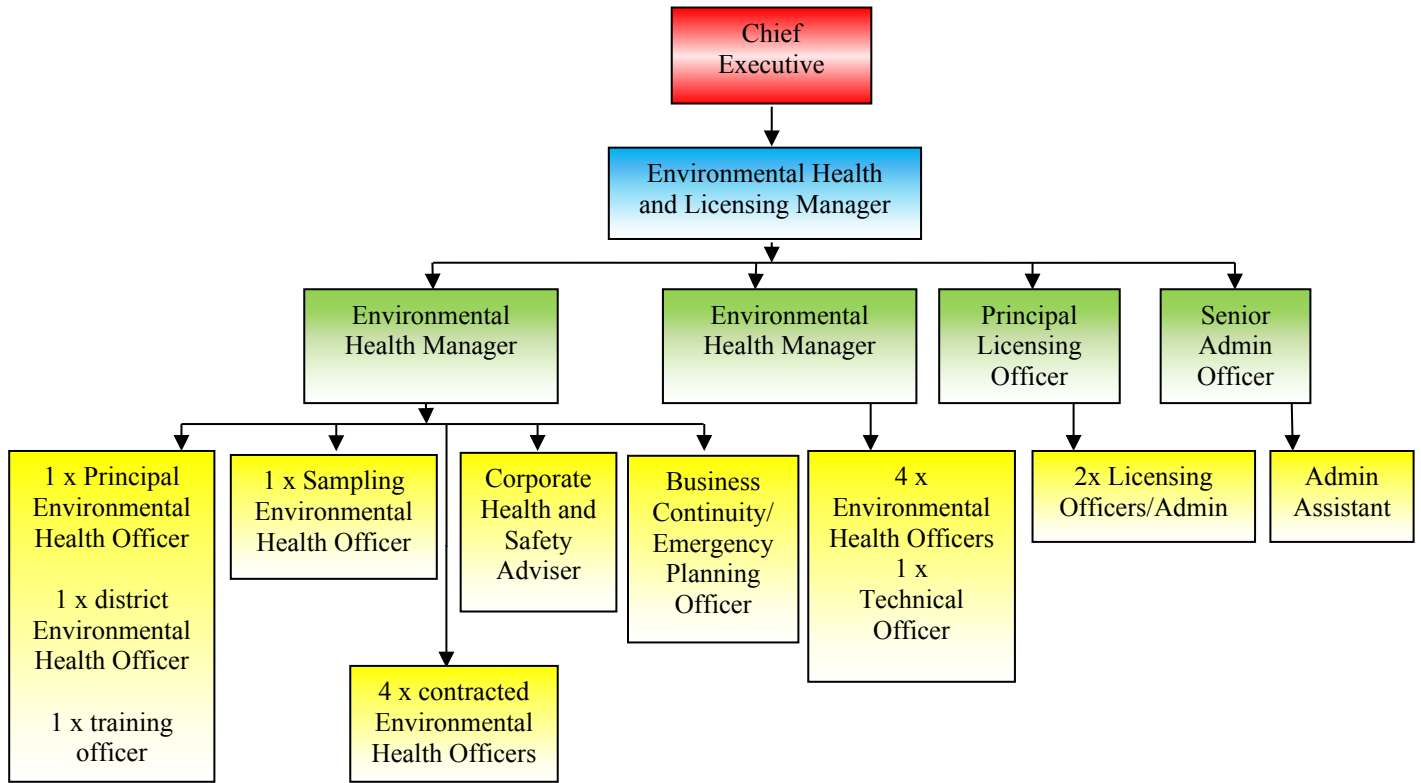 Chief
Executive
Environmental Health
and Licensing Manager
Environmental
Health Manager
Environmental
Health Manager
Principal
Licensing
Officer
Senior
Admin
Officer
1 x Principal
Environmental
Health Officer
1 x district
Environmental
Health Officer
1 x training
officer
1 x Sampling
Environmental
Health Officer
4 x contracted
Environmental
Health Officers
Corporate
Health and
Safety
Adviser
Business
Continuity/
Emergency
Planning
Officer
4 x
Environmental
Health Officers
1 x
Technical
Officer
2x Licensing
Officers/Admin
Admin
Assistant